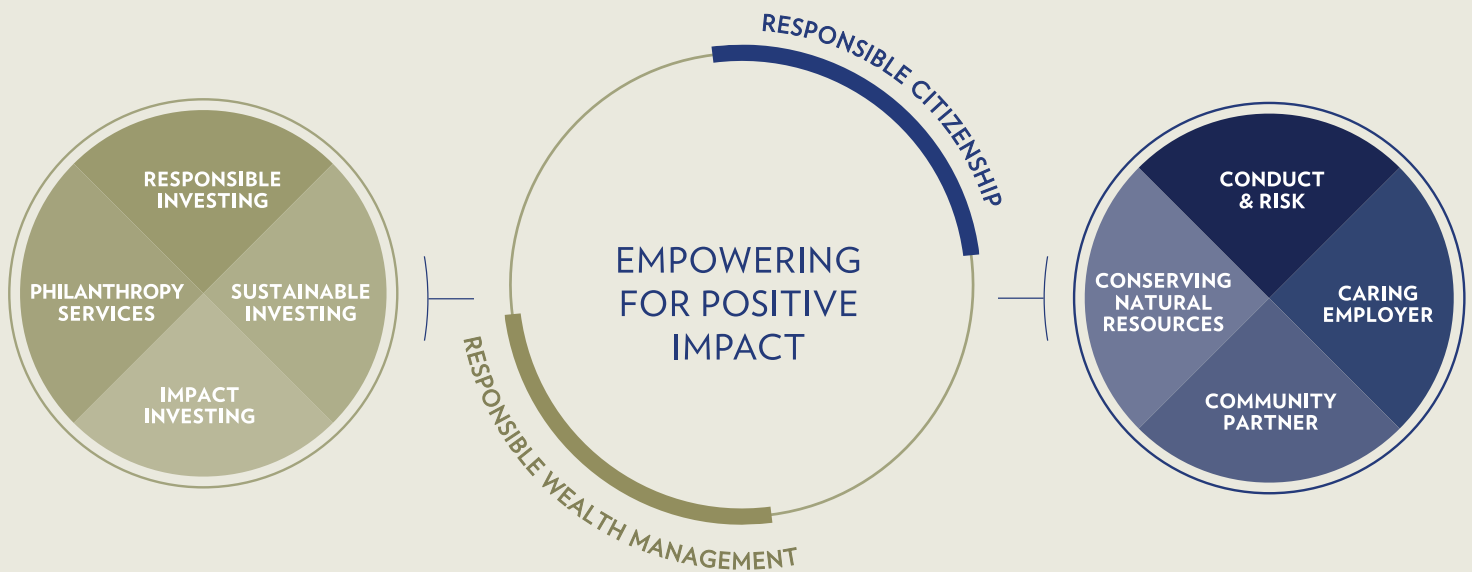 RESPONSIBLE
INVESTING
PHILANTHROPY
SERVICES
SUSTAINABLE
INVESTING
IMPACT
INVESTING
RESPONSIBLE CITIZENSHIP
EMPOWERING
FOR POSITIVE
IMPACT
RESPONSIBLE WEALTH MANAGEMENT
CONDUCT
& RISK
CONSERVING
NATURAL
RESOURCES
CARING
EMPLOYER
COMMUNITY
PARTNER